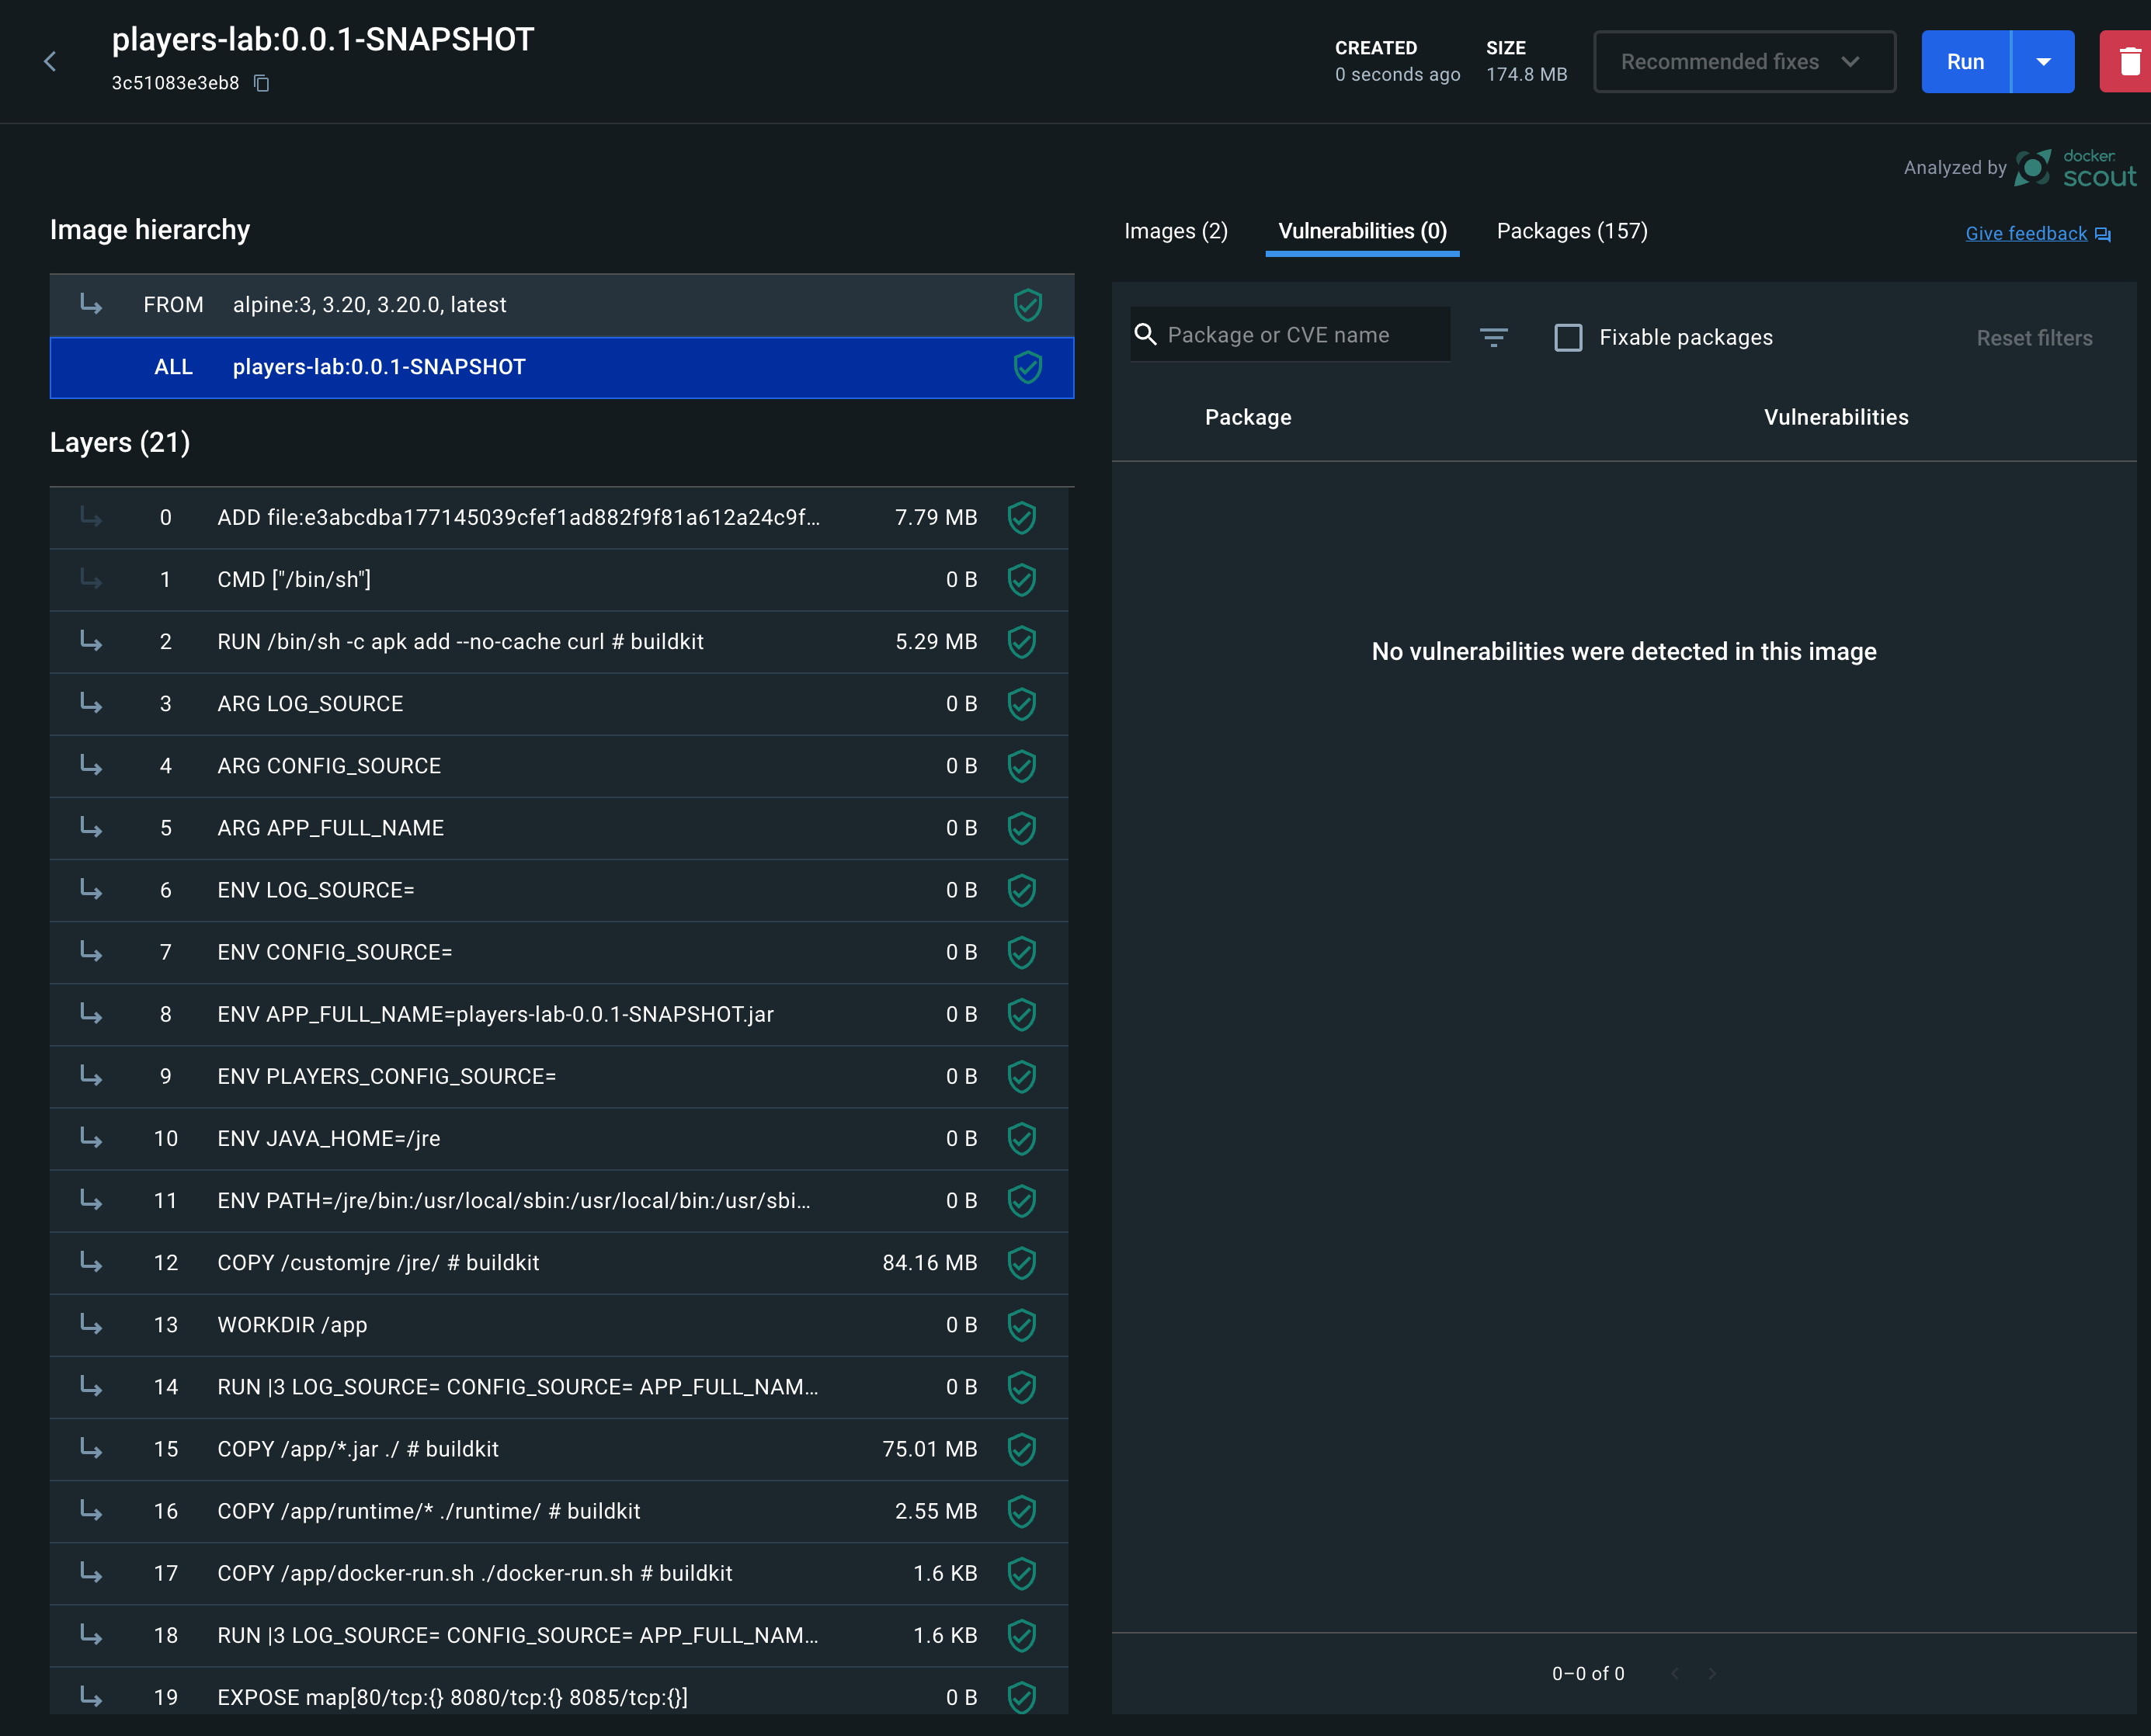 players-lab:0.0.1-SNAPSHOT
3c51083e3eb8
CREATED
0 seconds ago
SIZE
174.8 MB
Recommended fixes
Run
Analyzed by docker scout
Image hierarchy
FROM alpine:3, 3.20, 3.20.0, latest
ALL players-lab:0.0.1-SNAPSHOT
Layers (21)
0 ADD file:e3abcdba177145039cfef1ad882f9f81a612a24c9f... 7.79 MB
1 CMD ["/bin/sh"] 0 B
2 RUN /bin/sh -c apk add --no-cache curl # buildkit 5.29 MB
3 ARG LOG_SOURCE 0 B
4 ARG CONFIG_SOURCE 0 B
5 ARG APP_FULL_NAME 0 B
6 ENV LOG_SOURCE= 0 B
7 ENV CONFIG_SOURCE= 0 B
8 ENV APP_FULL_NAME=players-lab-0.0.1-SNAPSHOT.jar 0 B
9 ENV PLAYERS_CONFIG_SOURCE= 0 B
10 ENV JAVA_HOME=/jre 0 B
11 ENV PATH=/jre/bin:/usr/local/sbin:/usr/local/bin:/usr/sbi... 0 B
12 COPY /customjre /jre/ # buildkit 84.16 MB
13 WORKDIR /app 0 B
14 RUN |3 LOG_SOURCE= CONFIG_SOURCE= APP_FULL_NAM... 0 B
15 COPY /app/*.jar ./ # buildkit 75.01 MB
16 COPY /app/runtime/* ./runtime/ # buildkit 2.55 MB
17 COPY /app/docker-run.sh ./docker-run.sh # buildkit 1.6 KB
18 RUN |3 LOG_SOURCE= CONFIG_SOURCE= APP_FULL_NAM... 1.6 KB
19 EXPOSE map[80/tcp:{} 8080/tcp:{} 8085/tcp:{}] 0 B
Images (2)
Vulnerabilities (0)
Packages (157)
Give feedback
Package or CVE name
Fixable packages
Reset filters
Package
Vulnerabilities
No vulnerabilities were detected in this image
0–0 of 0